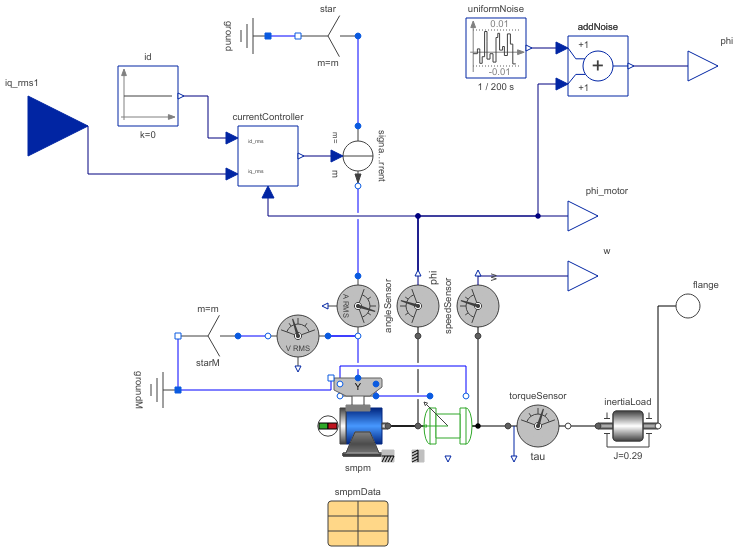 uniformNoise
star
ground
0.01
addNoise
phi
+1
id
m=m
-0.01
iq_rms1
1 / 200 s
+1
currentController
k=0
id_rms
m=
m
signa...rrent
iq_rms
phi_motor
w
phi
w
flange
A RMS
angleSensor
speedSensor
m=m
V RMS
starM
groundM
Y
torqueSensor
inertiaLoad
tau
J=0.29
smpm
smpmData